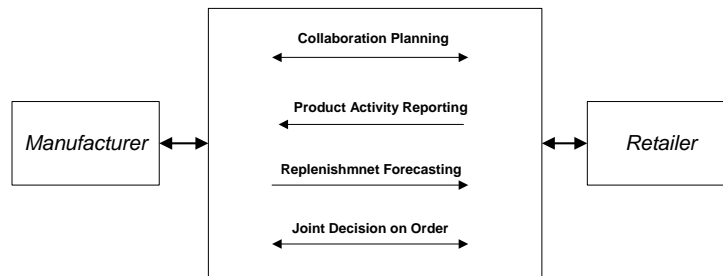 Collaboration Planning
Product Activity Reporting
Manufacturer
Retailer
Replenishmnet Forecasting
Joint Decision on Order